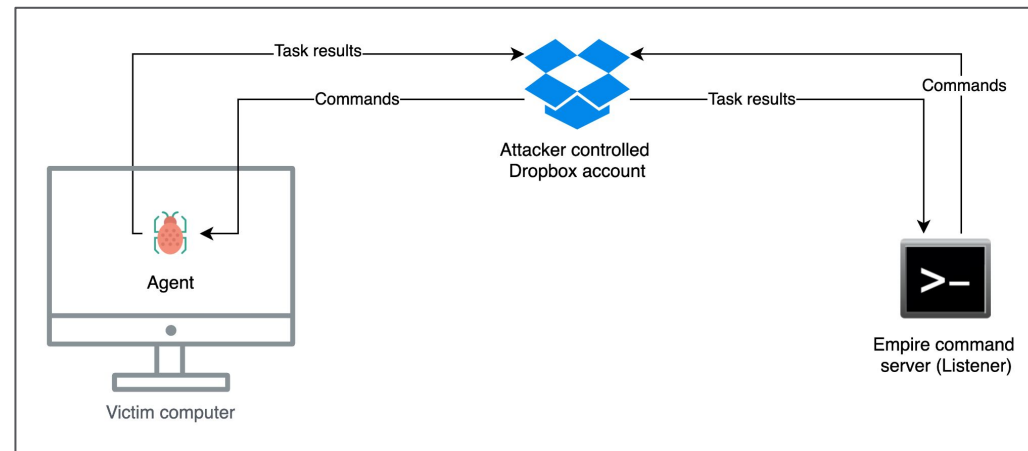 Task results
Commands
Commands
Task results
Attacker controlled
Dropbox account
Agent
>–
Empire command
server (Listener)
Victim computer